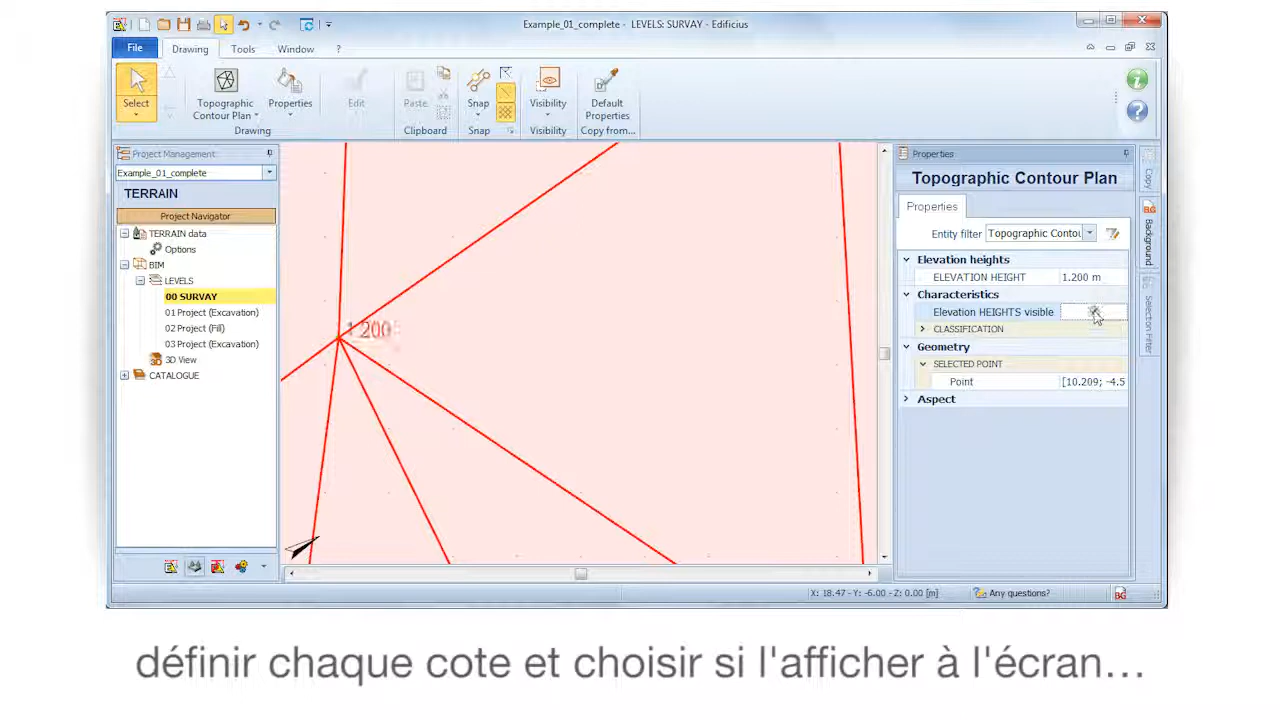 Example_01_complete - LEVELS: SURVAY - Edificius
File
Drawing
Tools
Window
?
Select
Topographic
Contour Plan
Properties
Drawing
Edit
Paste
Clipboard
Snap
Snap
Visibility
Visibility
Default
Properties
Copy from...
Project Management
Example_01_complete
TERRAIN
Project Navigator
TERRAIN data
Options
BIM
LEVELS
00 SURVAY
01 Project (Excavation)
02 Project (Fill)
03 Project (Excavation)
3D View
CATALOGUE
1.200
Properties
Topographic Contour Plan
Properties
Entity filter Topographic Contou
Elevation heights
ELEVATION HEIGHT 1.200 m
Characteristics
Elevation HEIGHTS visible
CLASSIFICATION
Geometry
SELECTED POINT
Point [10.209; -4.5
Aspect
Copy
BG
Background
Selection Filter
X: 18.47 - Y: -6.00 - Z: 0.00 [m]
Any questions?
BG
définir chaque cote et choisir si l'afficher à l'écran...